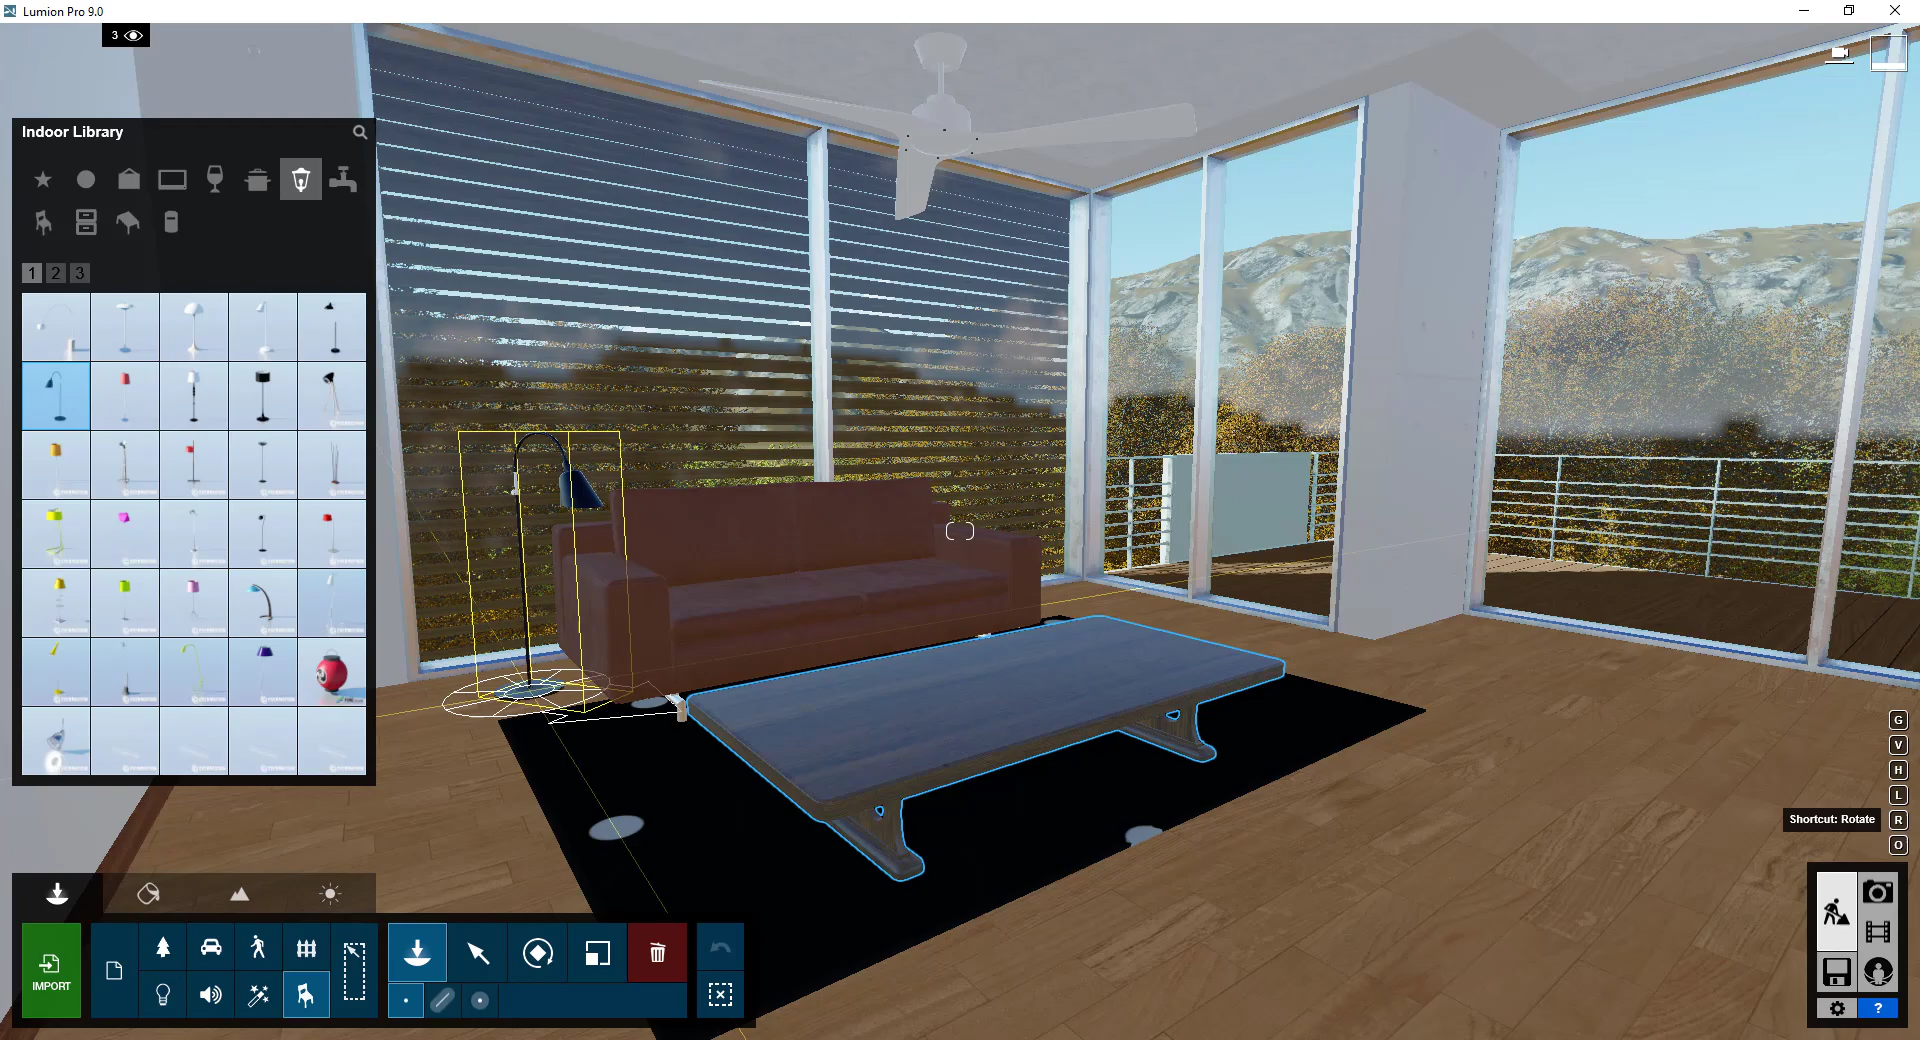 Lumion Pro 9.0
3
Indoor Library
1 2 3
G
V
H
L
Shortcut: Rotate R
O
IMPORT
?